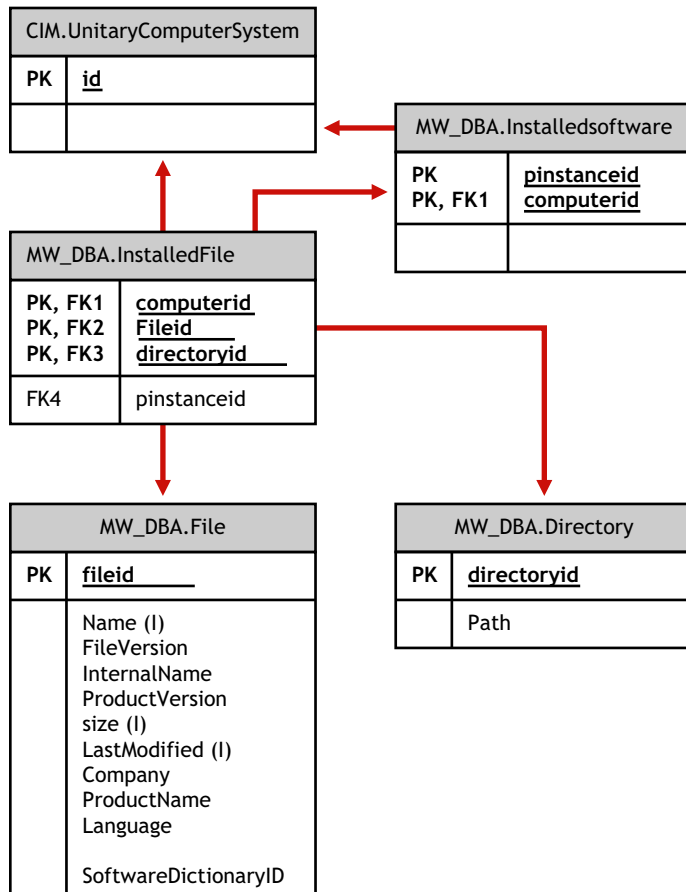 CIM.UnitaryComputerSystem
PK id
MW_DBA.Installedsoftware
PK pinstanceid
PK, FK1 computerid
MW_DBA.InstalledFile
PK, FK1 computerid
PK, FK2 Fileid
PK, FK3 directoryid
FK4 pinstanceid
MW_DBA.File
PK fileid
Name (I)
FileVersion
InternalName
ProductVersion
size (I)
LastModified (I)
Company
ProductName
Language
SoftwareDictionaryID
MW_DBA.Directory
PK directoryid
Path